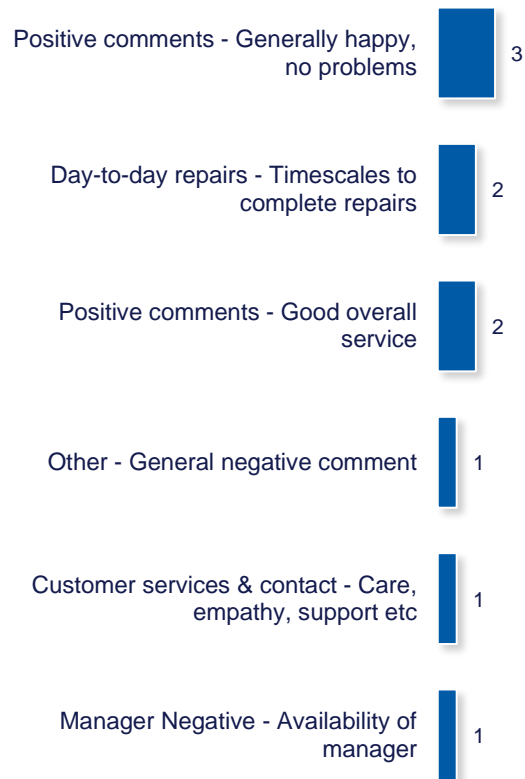 Positive comments - Generally happy,
no problems
3
Day-to-day repairs - Timescales to
complete repairs
2
Positive comments - Good overall
service
2
Other - General negative comment
1
Customer services & contact - Care,
empathy, support etc
1
Manager Negative - Availability of
manager
1